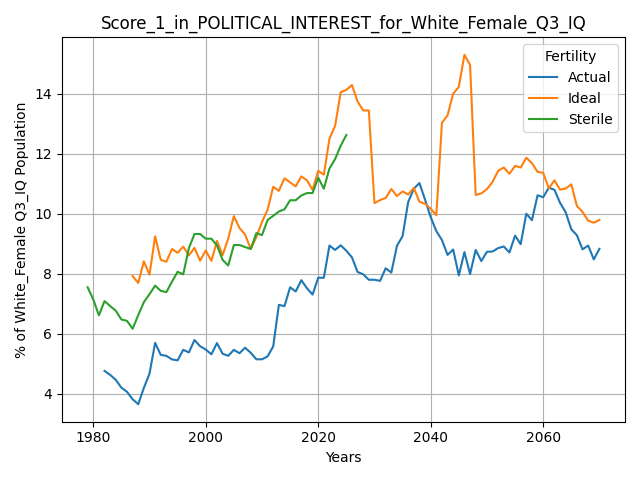 Score_1_in_POLITICAL_INTEREST_for_White_Female_Q3_IQ
Fertility
Actual
Ideal
Sterile
% of White_Female Q3_IQ Population
14
12
10
8
6
4
1980
2000
2020
2040
2060
Years